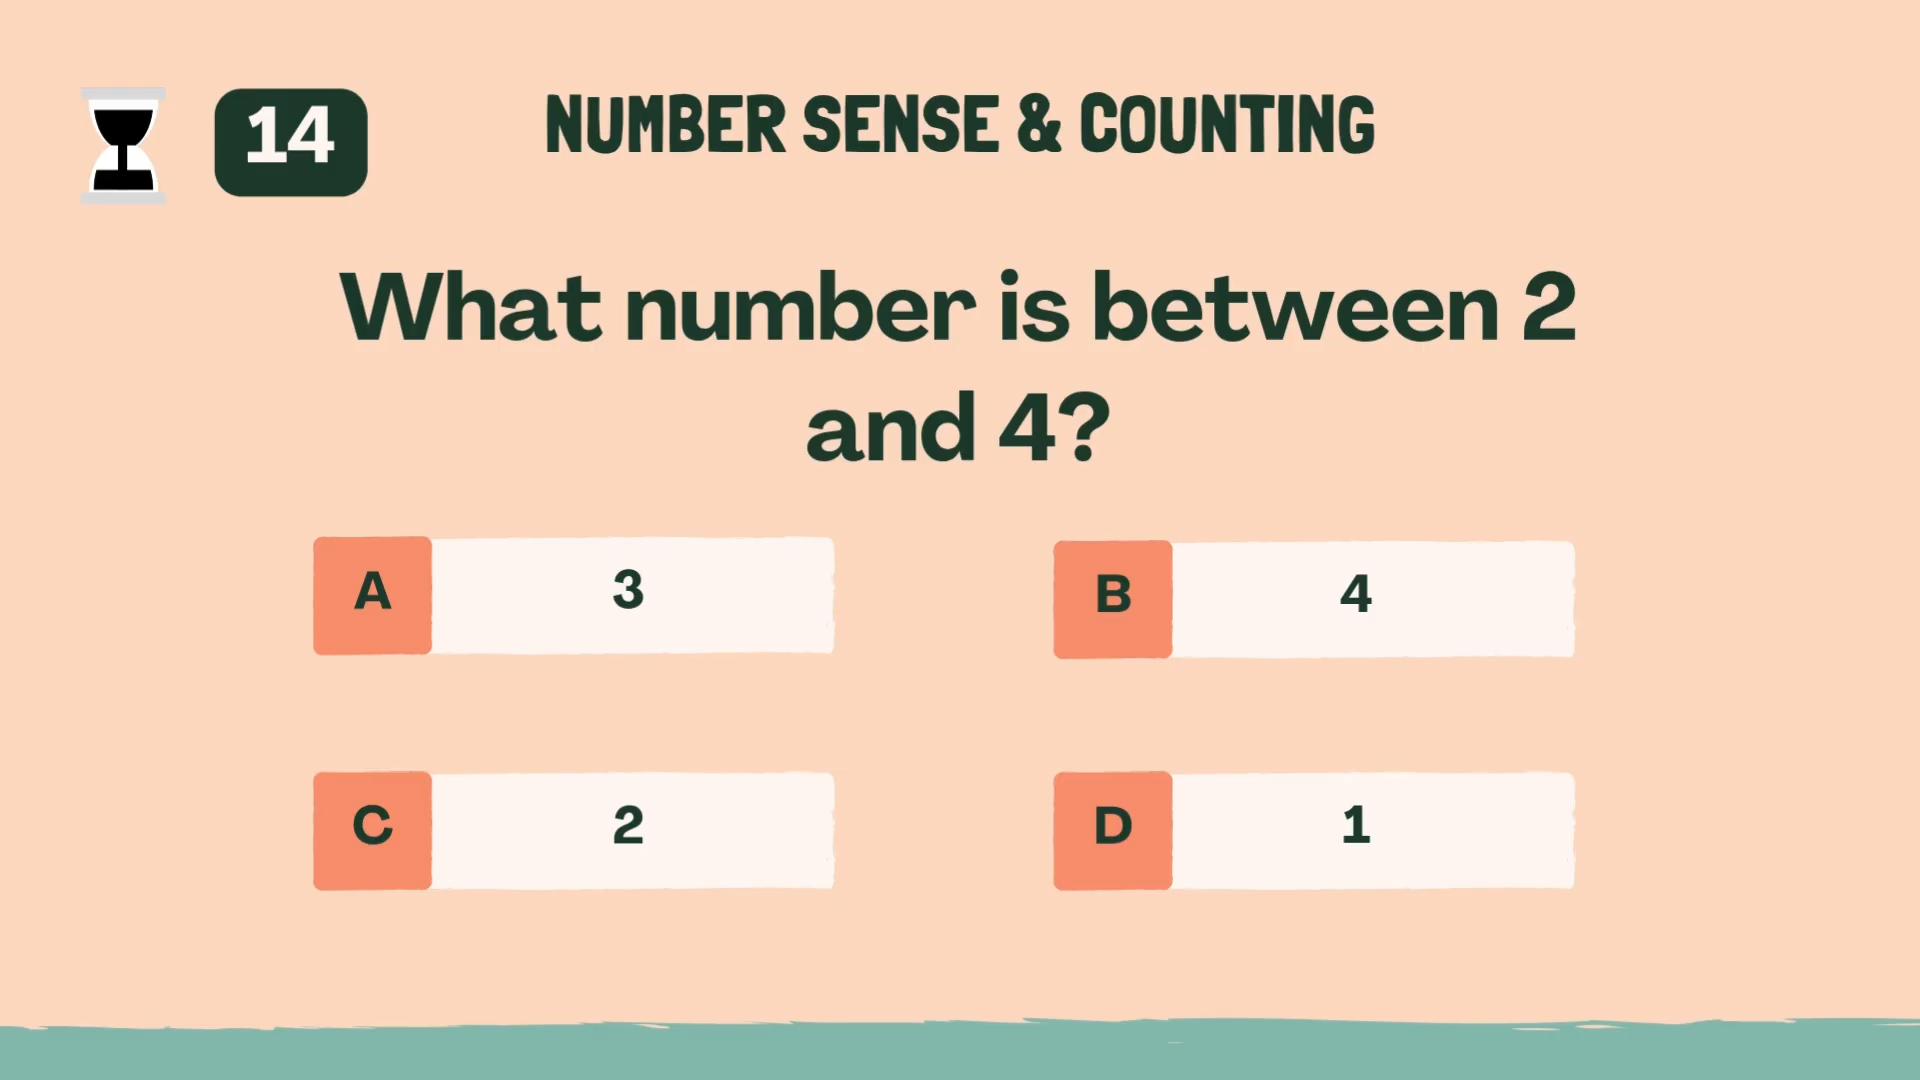 14
NUMBER SENSE & COUNTING
What number is between 2
and 4?
A 3
B 4
C 2
D 1